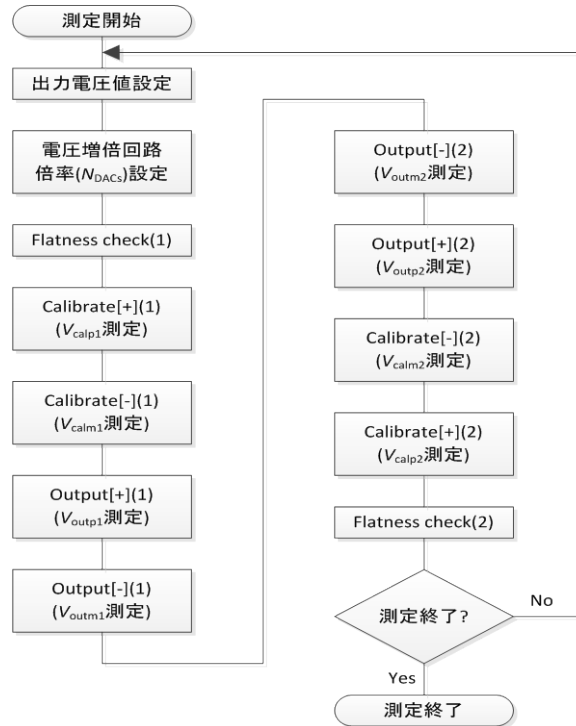 測定開始
出力電圧値設定
電圧増倍回路
倍率(NDACs)設定
Flatness check(1)
Calibrate[+](1)
(Vcalp1測定)
Calibrate[-](1)
(Vcalm1測定)
Output[+](1)
(Voutp1測定)
Output[-](1)
(Voutm1測定)
Output[-](2)
(Voutm2測定)
Output[+](2)
(Voutp2測定)
Calibrate[-](2)
(Vcalm2測定)
Calibrate[+](2)
(Vcalp2測定)
Flatness check(2)
測定終了?
No
Yes
測定終了